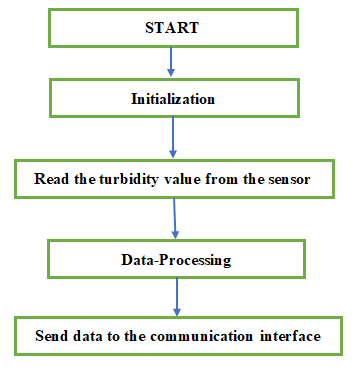 START
Initialization
Read the turbidity value from the sensor
Data-Processing
Send data to the communication interface